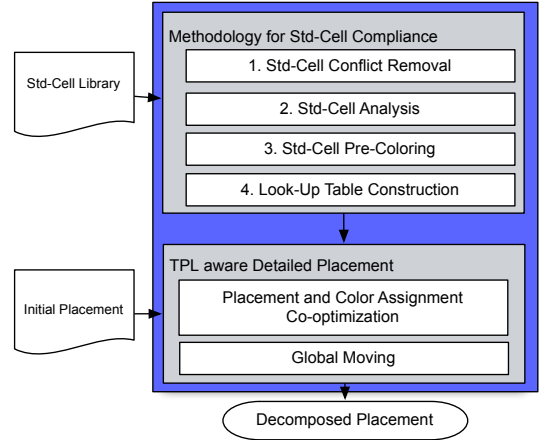 Methodology for Std-Cell Compliance
1. Std-Cell Conflict Removal
Std-Cell Library
2. Std-Cell Analysis
3. Std-Cell Pre-Coloring
4. Look-Up Table Construction
TPL aware Detailed Placement
Initial Placement
Placement and Color Assignment
Co-optimization
Global Moving
Decomposed Placement